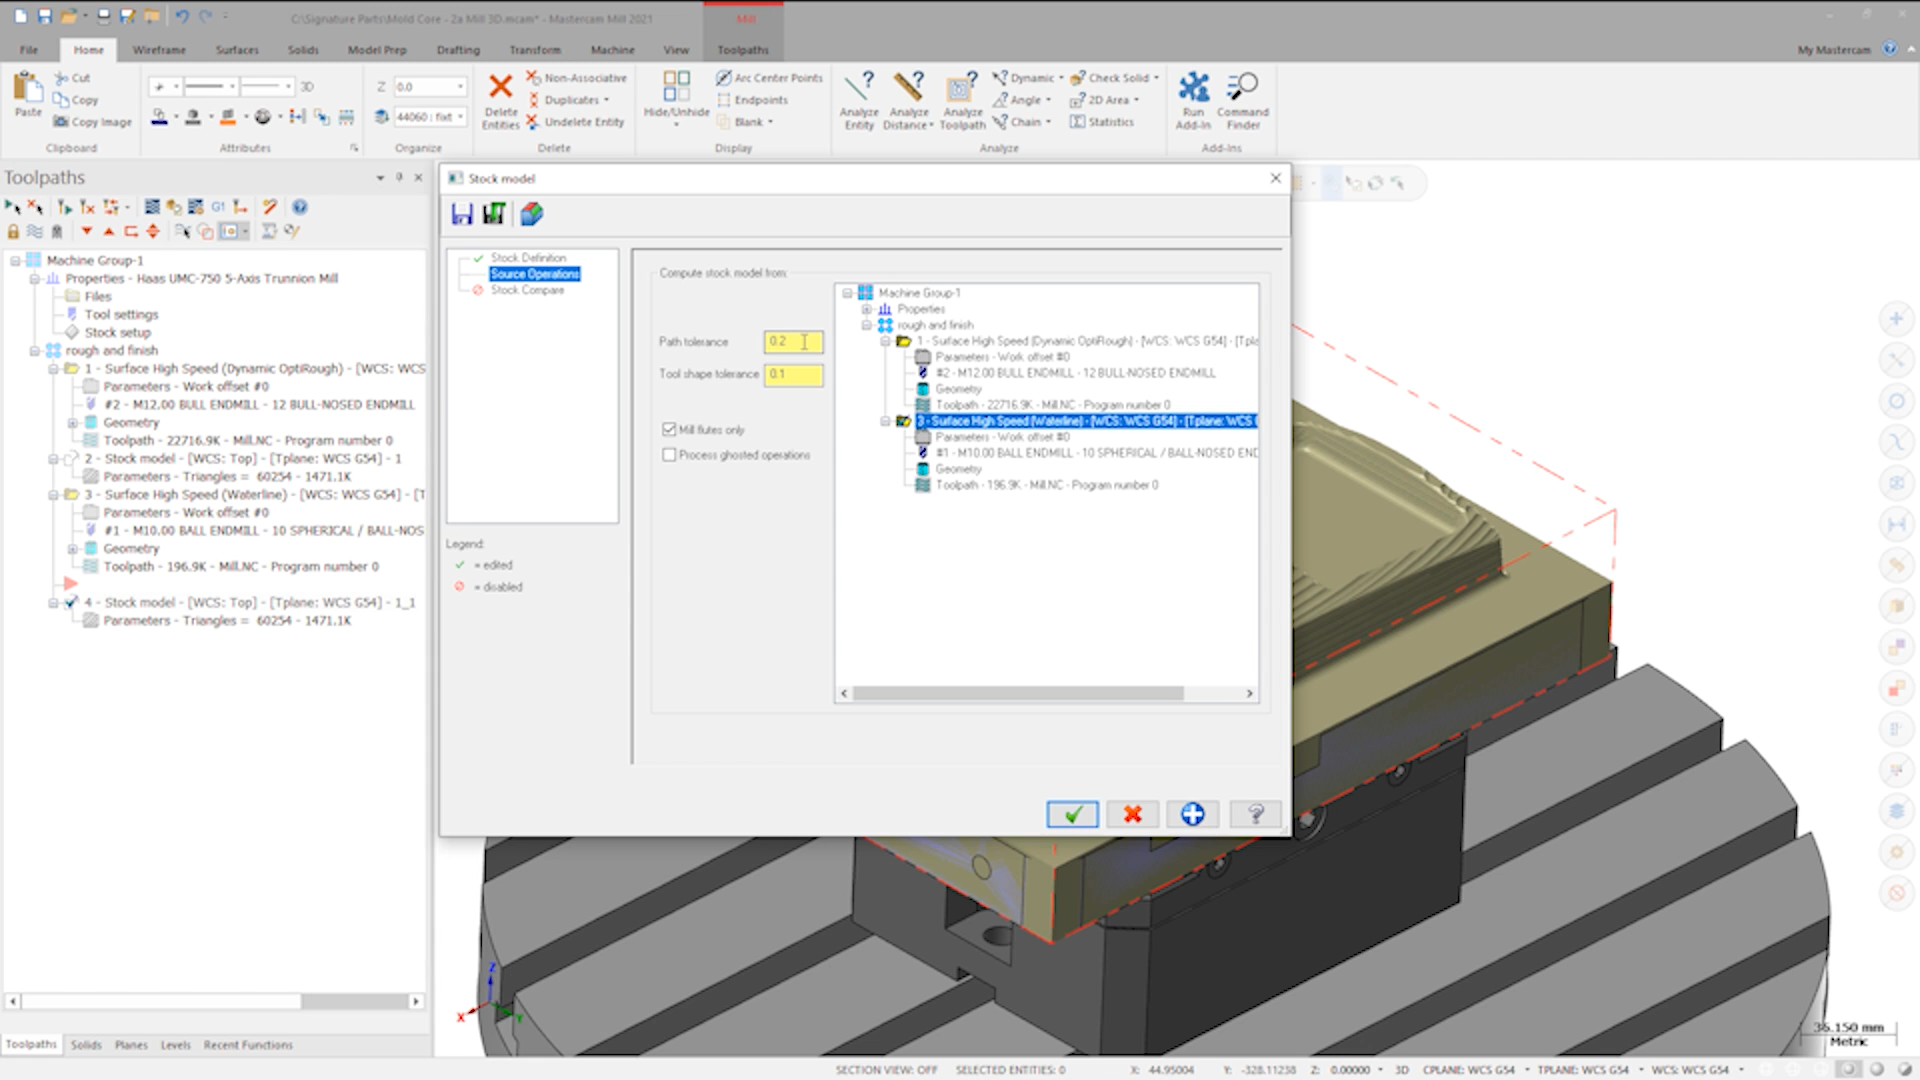 C:\Signature Parts\Mold Core - 2a Mill 3D.mcam* - Mastercam Mill 2021
Mill
File
Home
Wireframe
Surfaces
Solids
Model Prep
Drafting
Transform
Machine
View
Toolpaths
My Mastercam
Paste
Cut
Copy
Copy Image
Clipboard
3D
Attributes
Z 0.0
44060 : fixt
Organize
Delete Entities
Non-Associative
Duplicates
Undelete Entity
Delete
Hide/Unhide
Arc Center Points
Endpoints
Blank
Display
Analyze Entity
Analyze Distance
Analyze Toolpath
Dynamic
Angle
Chain
Check Solid
2D Area
Statistics
Analyze
Run Add-In
Command Finder
Add-Ins
Toolpaths
G1
Machine Group-1
Properties - Haas UMC-750 5-Axis Trunnion Mill
Files
Tool settings
Stock setup
rough and finish
1 - Surface High Speed (Dynamic OptiRough) - [WCS: WCS
Parameters - Work offset #0
#2 - M12.00 BULL ENDMILL - 12 BULL-NOSED ENDMILL
Geometry
Toolpath - 22716.9K - Mill.NC - Program number 0
2 - Stock model - [WCS: Top] - [Tplane: WCS G54] - 1
Parameters - Triangles = 60254 - 1471.1K
3 - Surface High Speed (Waterline) - [WCS: WCS G54] - [T
Parameters - Work offset #0
#1 - M10.00 BALL ENDMILL - 10 SPHERICAL / BALL-NOS
Geometry
Toolpath - 196.9K - Mill.NC - Program number 0
4 - Stock model - [WCS: Top] - [Tplane: WCS G54] - 1_1
Parameters - Triangles = 60254 - 1471.1K
Toolpaths
Solids
Planes
Levels
Recent Functions
Stock model
Stock Definition
Source Operations
Stock Compare
Legend:
= edited
= disabled
Compute stock model from:
Path tolerance 0.2
Tool shape tolerance 0.1
Mill flutes only
Process ghosted operations
Machine Group-1
Properties
rough and finish
1 - Surface High Speed (Dynamic OptiRough) - [WCS: WCS G54] - [Tpla
Parameters - Work offset #0
#2 - M12.00 BULL ENDMILL - 12 BULL-NOSED ENDMILL
Geometry
Toolpath - 22716.9K - Mill.NC - Program number 0
3 - Surface High Speed (Waterline) - [WCS: WCS G54] - [Tplane: WCS
Parameters - Work offset #0
#1 - M10.00 BALL ENDMILL - 10 SPHERICAL / BALL-NOSED END
Geometry
Toolpath - 196.9K - Mill.NC - Program number 0
Z
X
Y
36.150 mm
Metric
SECTION VIEW: OFF
SELECTED ENTITIES: 0
X: 44.95004
Y: -328.11238
Z: 0.00000
3D
CPLANE: WCS G54
TPLANE: WCS G54
WCS: WCS G54